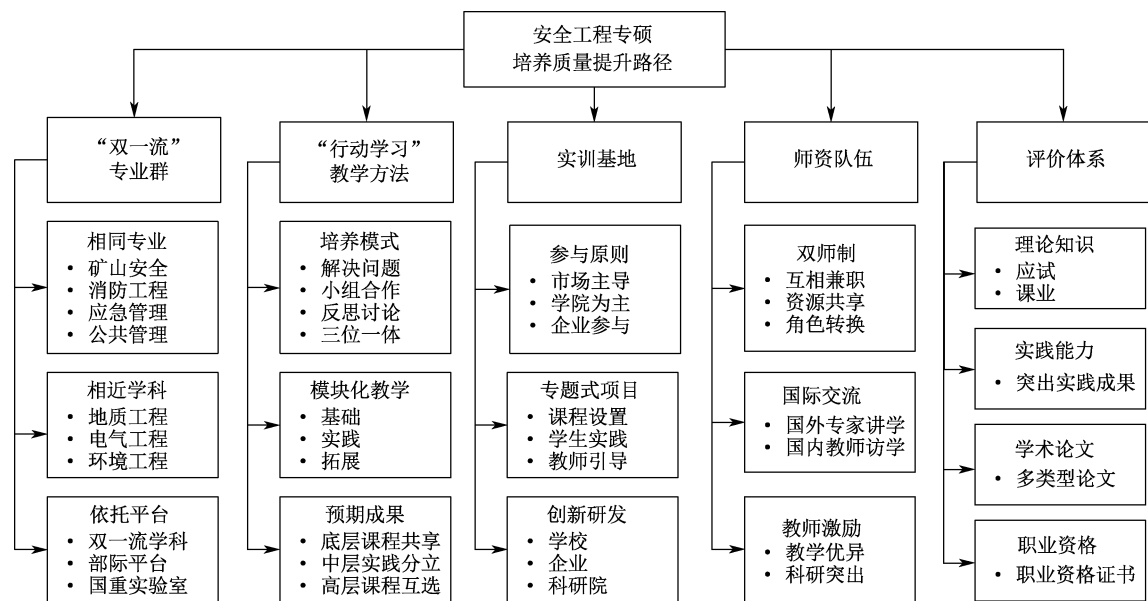 安全工程专硕
培养质量提升路径
“双一流”
专业群
相同专业
• 矿山安全
• 消防工程
• 应急管理
• 公共管理
相近学科
• 地质工程
• 电气工程
• 环境工程
依托平台
• 双一流学科
• 部际平台
• 国重实验室
“行动学习”
教学方法
培养模式
• 解决问题
• 小组合作
• 反思讨论
• 三位一体
模块化教学
• 基础
• 实践
• 拓展
预期成果
• 底层课程共享
• 中层实践分立
• 高层课程互选
实训基地
参与原则
• 市场主导
• 学院为主
• 企业参与
专题式项目
• 课程设置
• 学生实践
• 教师引导
创新研发
• 学校
• 企业
• 科研院
师资队伍
双师制
• 互相兼职
• 资源共享
• 角色转换
国际交流
• 国外专家讲学
• 国内教师访学
教师激励
• 教学优异
• 科研突出
评价体系
理论知识
• 应试
• 课业
实践能力
• 突出实践成果
学术论文
• 多类型论文
职业资格
• 职业资格证书